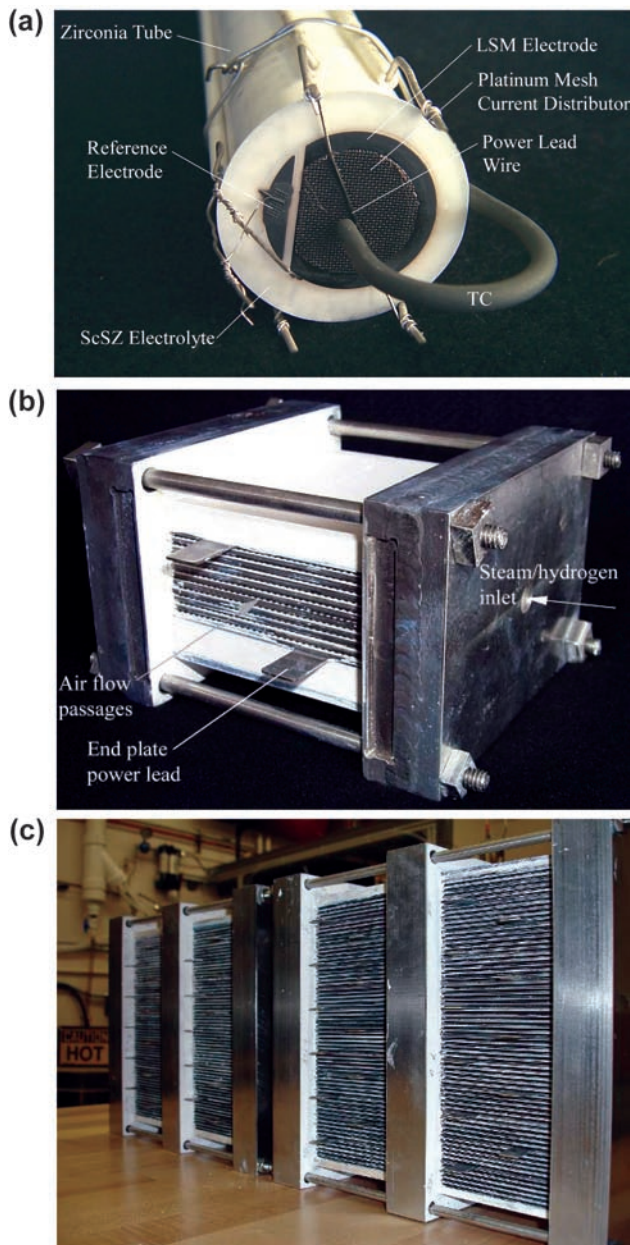 (a)
Zirconia Tube
LSM Electrode
Platinum Mesh
Current Distributor
Reference
Electrode
Power Lead
Wire
TC
ScSZ Electrolyte
(b)
Steam/hydrogen
inlet
Air flow
passages
End plate
power lead
(c)
CAUTION
HOT